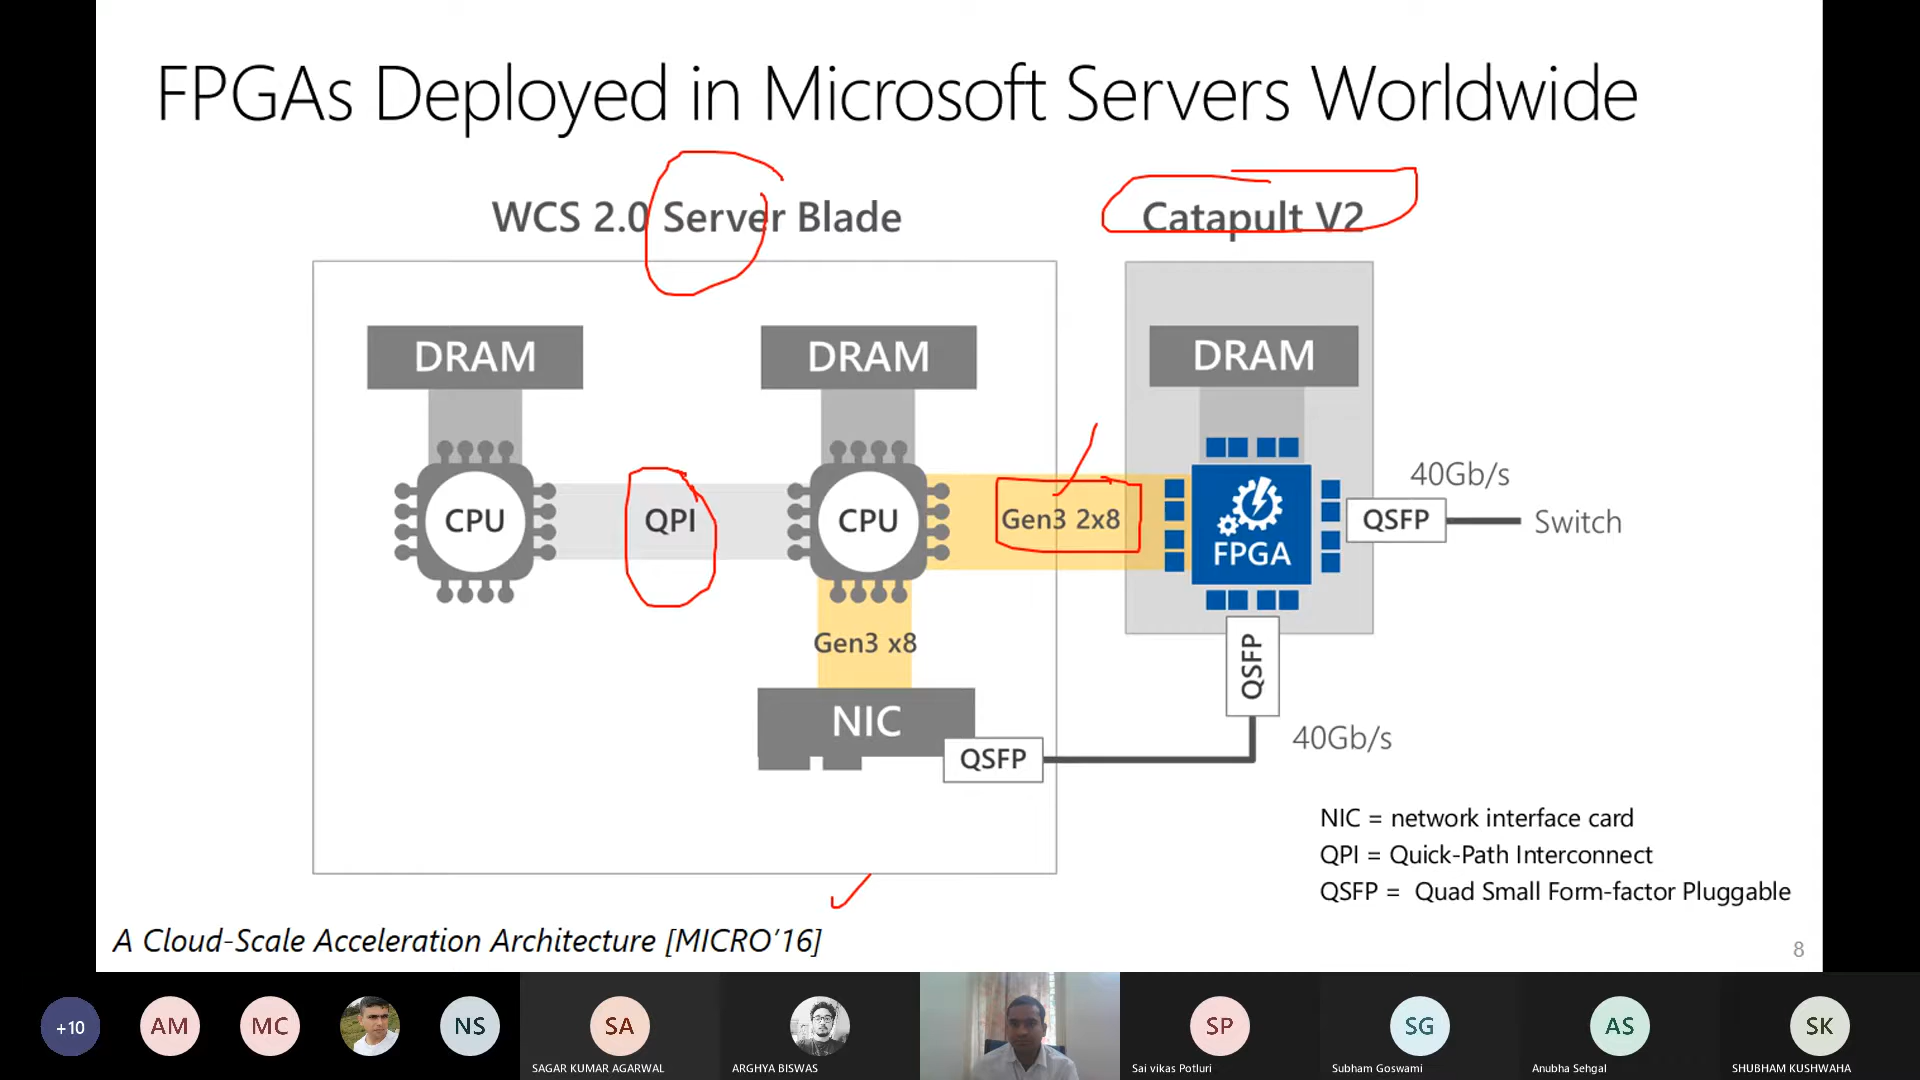 FPGAs Deployed in Microsoft Servers Worldwide
WCS 2.0 Server Blade
Catapult V2
DRAM
DRAM
DRAM
CPU
QPI
CPU
Gen3 2x8
FPGA
QSFP
40Gb/s
Switch
Gen3 x8
NIC
QSFP
QSFP
40Gb/s
NIC = network interface card
QPI = Quick-Path Interconnect
QSFP = Quad Small Form-factor Pluggable
A Cloud-Scale Acceleration Architecture [MICRO'16]
8
+10
AM
MC
NS
SA
SAGAR KUMAR AGARWAL
ARGHYA BISWAS
SP
Sai vikas Potluri
SG
Subham Goswami
AS
Anubha Sehgal
SK
SHUBHAM KUSHWAHA